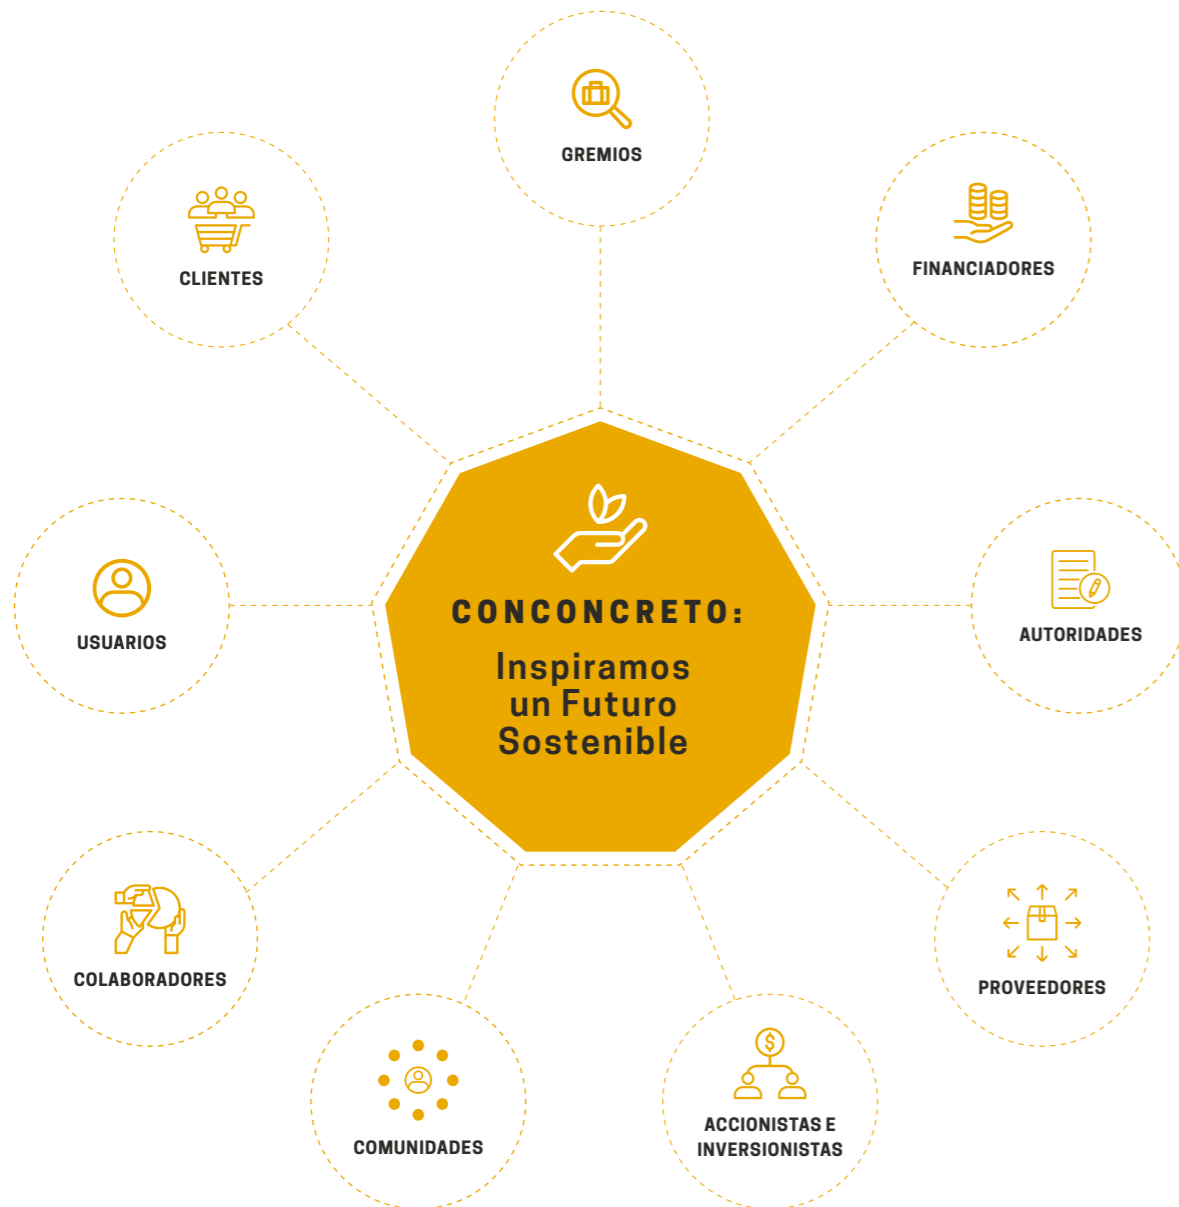 GREMIOS
CLIENTES
FINANCIADORES
CONCONCRETO:
Inspiramos
un Futuro
Sostenible
USUARIOS
AUTORIDADES
COLABORADORES
PROVEEDORES
COMUNIDADES
$
ACCIONISTAS E
INVERSIONISTAS